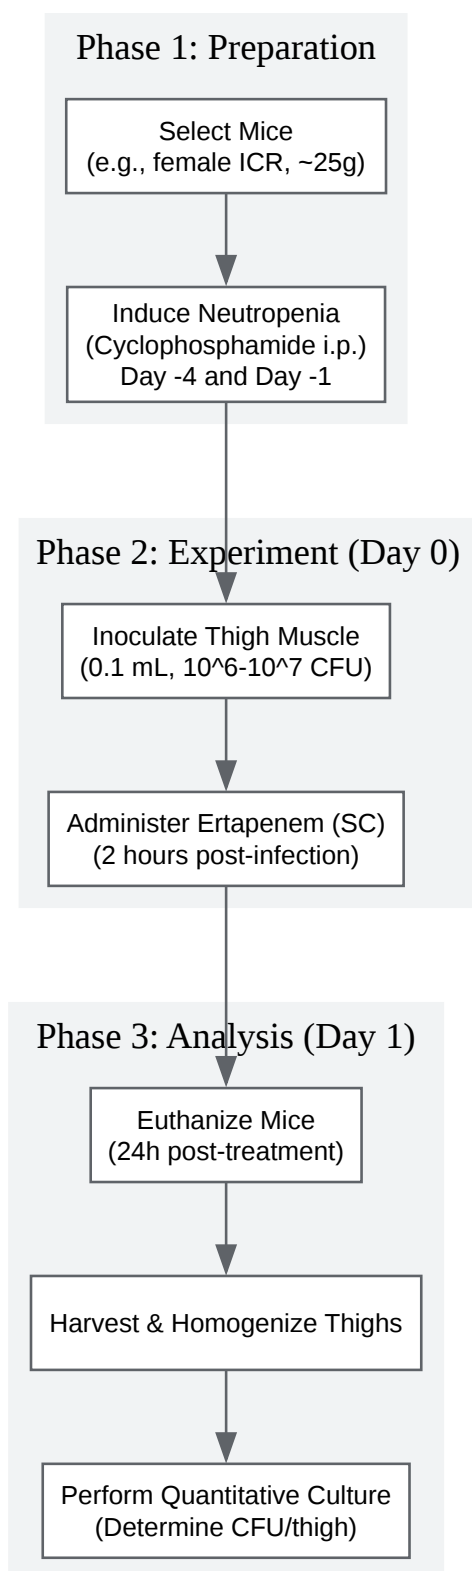 Phase 1: Preparation
Select Mice
(e.g., female ICR, ~25g)
Induce Neutropenia
(Cyclophosphamide i.p.)
Day -4 and Day -1
Phase 2: Experiment (Day 0)
Inoculate Thigh Muscle
(0.1 mL, 10^6-10^7 CFU)
Administer Ertapenem (SC)
(2 hours post-infection)
Phase 3: Analysis (Day 1)
Euthanize Mice
(24h post-treatment)
Harvest & Homogenize Thighs
Perform Quantitative Culture
(Determine CFU/thigh)